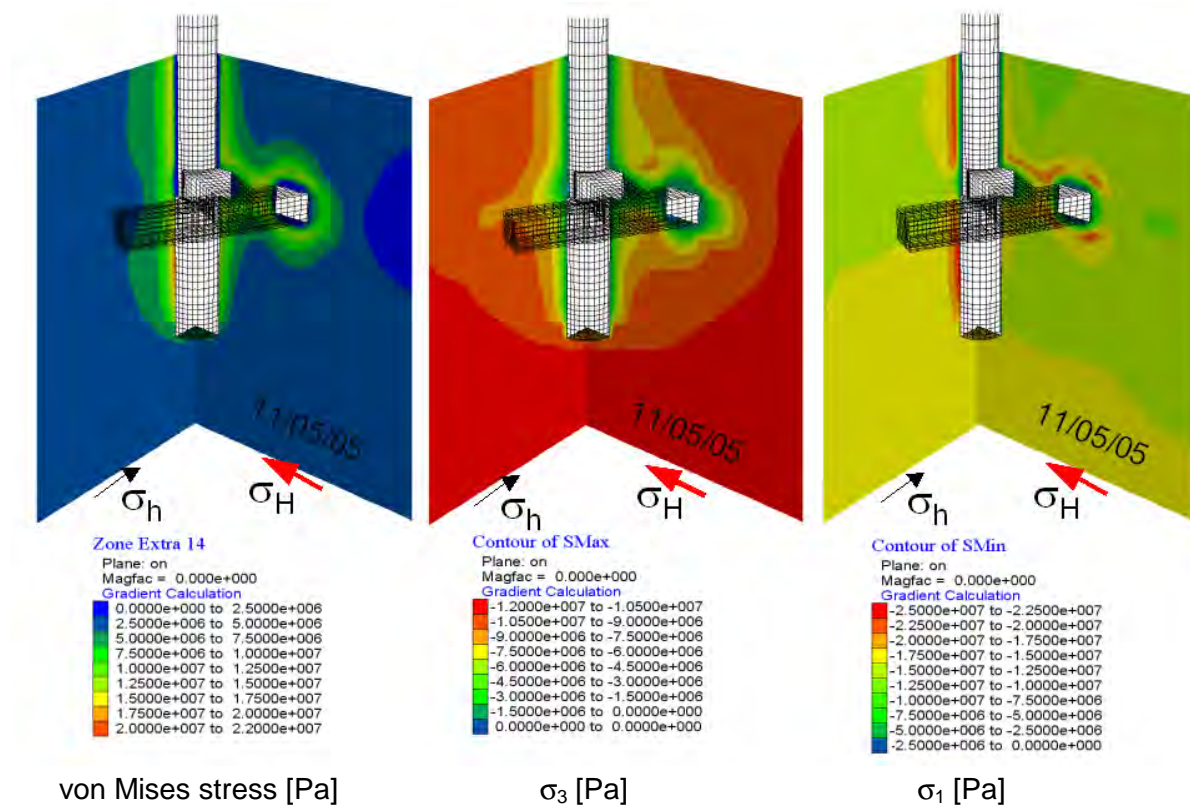 11/05/05
σh
σH
Zone Extra 14
Plane: on
Magfac = 0.000e+000
Gradient Calculation
0.0000e+000 to 2.5000e+006
2.5000e+006 to 5.0000e+006
5.0000e+006 to 7.5000e+006
7.5000e+006 to 1.0000e+007
1.0000e+007 to 1.2500e+007
1.2500e+007 to 1.5000e+007
1.5000e+007 to 1.7500e+007
1.7500e+007 to 2.0000e+007
2.0000e+007 to 2.2000e+007
von Mises stress [Pa]
11/05/05
σh
σH
Contour of SMax
Plane: on
Magfac = 0.000e+000
Gradient Calculation
-1.2000e+007 to -1.0500e+007
-1.0500e+007 to -9.0000e+006
-9.0000e+006 to -7.5000e+006
-7.5000e+006 to -6.0000e+006
-6.0000e+006 to -4.5000e+006
-4.5000e+006 to -3.0000e+006
-3.0000e+006 to -1.5000e+006
-1.5000e+006 to 0.0000e+000
0.0000e+000 to 0.0000e+000
σ3 [Pa]
11/05/05
σh
σH
Contour of SMin
Plane: on
Magfac = 0.000e+000
Gradient Calculation
-2.5000e+007 to -2.2500e+007
-2.2500e+007 to -2.0000e+007
-2.0000e+007 to -1.7500e+007
-1.7500e+007 to -1.5000e+007
-1.5000e+007 to -1.2500e+007
-1.2500e+007 to -1.0000e+007
-1.0000e+007 to -7.5000e+006
-7.5000e+006 to -5.0000e+006
-5.0000e+006 to -2.5000e+006
-2.5000e+006 to 0.0000e+000
σ1 [Pa]